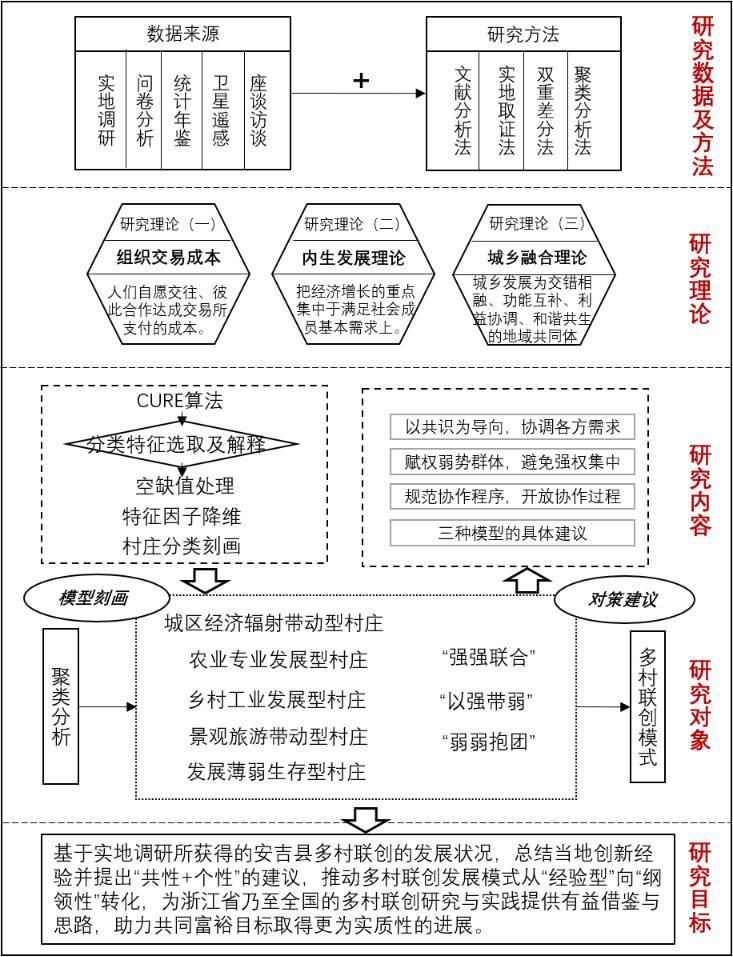 数据来源
实地调研
问卷分析
统计年鉴
卫星遥感
座谈访谈
+
研究方法
文献分析法
实地取证法
双重差分法
聚类分析法
研究数据及方法
研究理论（一）
组织交易成本
人们自愿交往、彼
此合作达成交易所
支付的成本。
研究理论（二）
内生发展理论
把经济增长的重点
集中于满足社会成
员基本需求上。
研究理论（三）
城乡融合理论
城乡发展为交错相
融、功能互补、利
益协调、和谐共生
的地域共同体
研究理论
CURE算法
分类特征选取及解释
空缺值处理
特征因子降维
村庄分类刻画
以共识为导向，协调各方需求
赋权弱势群体，避免强权集中
规范协作程序，开放协作过程
三种模型的具体建议
研究内容
模型刻画
对策建议
聚类分析
城区经济辐射带动型村庄
农业专业发展型村庄
乡村工业发展型村庄
景观旅游带动型村庄
发展薄弱生存型村庄
“强强联合”
“以强带弱”
“弱弱抱团”
多村联创模式
研究对象
基于实地调研所获得的安吉县多村联创的发展状况，总结当地创新经
验并提出“共性+个性”的建议，推动多村联创发展模式从“经验型”向“纲
领性”转化，为浙江省乃至全国的多村联创研究与实践提供有益借鉴与
思路，助力共同富裕目标取得更为实质性的进展。
研究目标